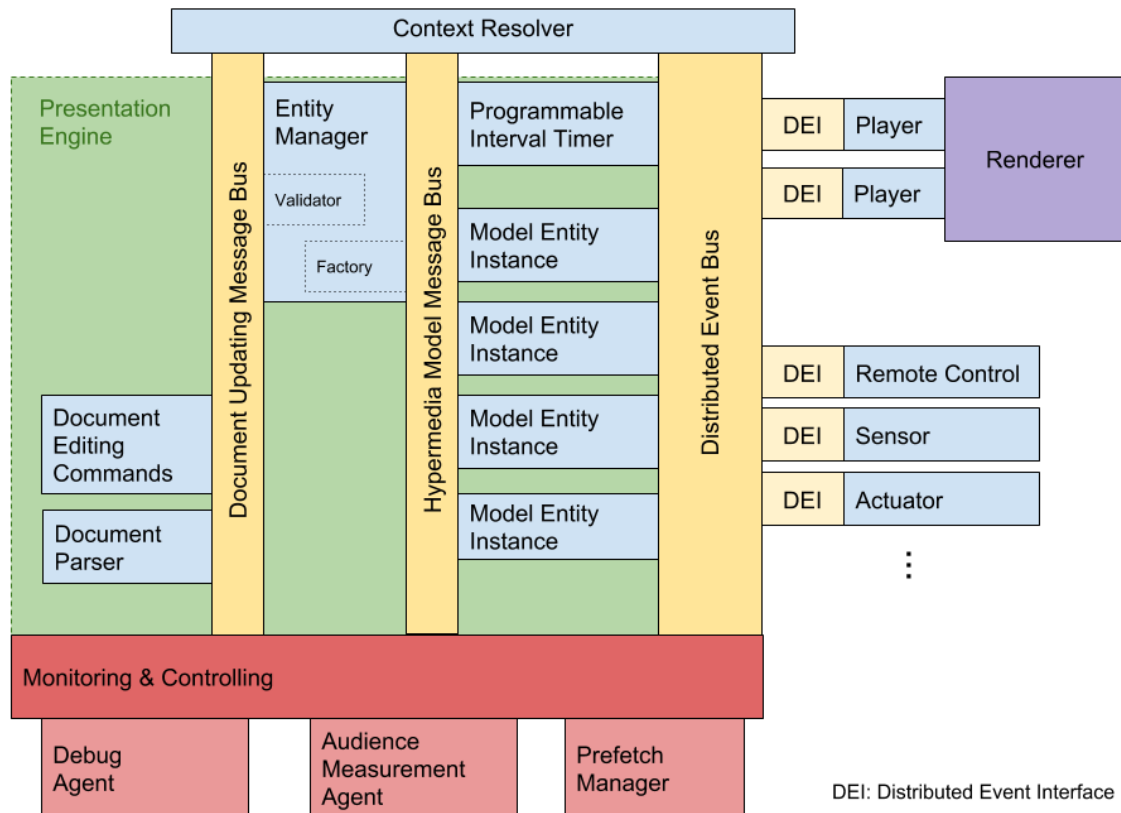 Context Resolver
Presentation
Engine
Document Updating Message Bus
Entity
Manager
Validator
Factory
Hypermedia Model Message Bus
Programmable
Interval Timer
Model Entity
Instance
Model Entity
Instance
Model Entity
Instance
Model Entity
Instance
Distributed Event Bus
DEI
Player
DEI
Player
Renderer
DEI
Remote Control
DEI
Sensor
DEI
Actuator
Document
Editing
Commands
Document
Parser
Monitoring & Controlling
Debug
Agent
Audience
Measurement
Agent
Prefetch
Manager
DEI: Distributed Event Interface